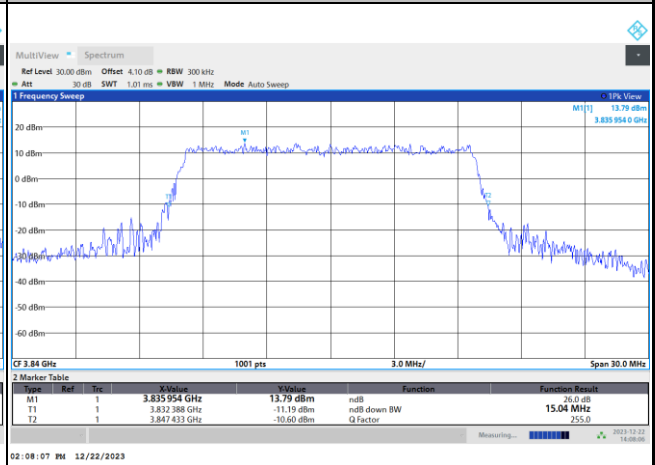 MultiView Spectrum
Ref Level 30.00 dBm Offset 4.10 dB RBW 300 kHz
Att 30 dB SWT 1.01 ms VBW 1 MHz Mode Auto Sweep
1 Frequency Sweep 1Pk View
M1[1] 13.79 dBm
3.835 954 0 GHz
M1
20 dBm
10 dBm
0 dBm
T1 T2
-10 dBm
-20 dBm
-30 dBm
-40 dBm
-50 dBm
-60 dBm
CF 3.84 GHz 1001 pts 3.0 MHz/ Span 30.0 MHz
2 Marker Table
Type Ref Trc X-Value Y-Value Function Function Result
M1 1 3.835 954 GHz 13.79 dBm ndB 26.0 dB
T1 1 3.832 388 GHz -11.19 dBm ndB down BW 15.04 MHz
T2 1 3.847 433 GHz -10.60 dBm Q Factor 255.0
Measuring... 2023-12-22
14:08:06
02:08:07 PM 12/22/2023